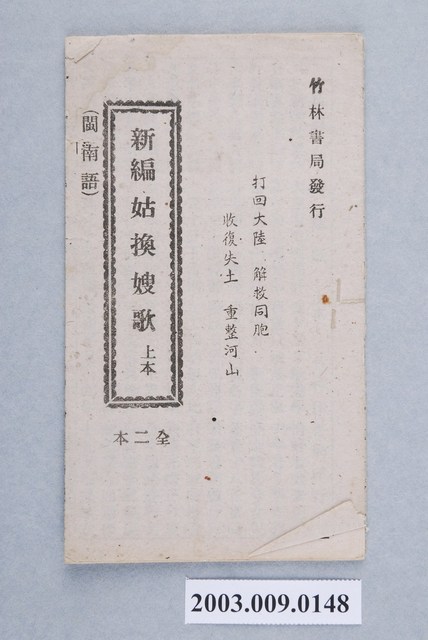 竹林書局發行
打回大陸 解救同胞
收復失土 重整河山
新編姑換嫂歌 上本
（閩南語）
全二本
2003.009.0148